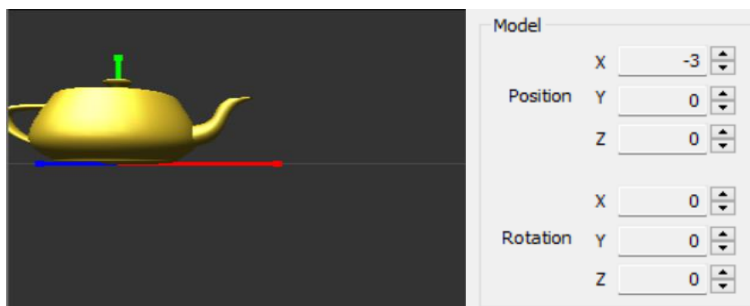 Model
X -3
Position Y 0
Z 0
X 0
Rotation Y 0
Z 0